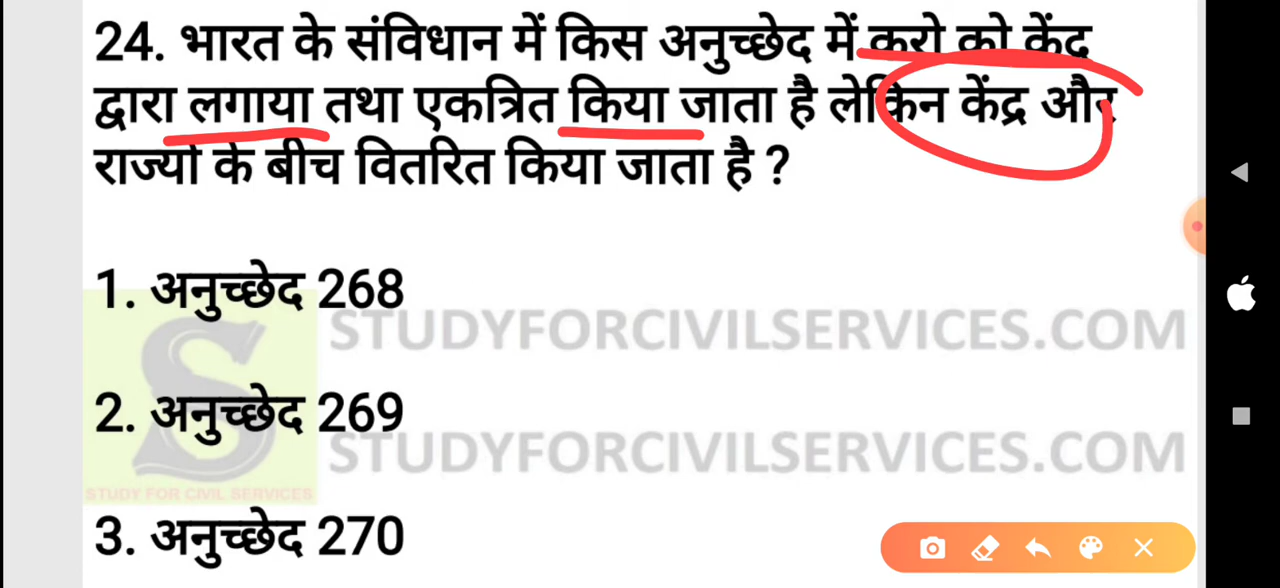 24. भारत के संविधान में किस अनुच्छेद में करो को केंद्र
द्वारा लगाया तथा एकत्रित किया जाता है लेकिन केंद्र और
राज्यों के बीच वितरित किया जाता है ?
1. अनुच्छेद 268
STUDYFORCIVILSERVICES.COM
2. अनुच्छेद 269
STUDYFORCIVILSERVICES.COM
STUDY FOR CIVIL SERVICES
3. अनुच्छेद 270